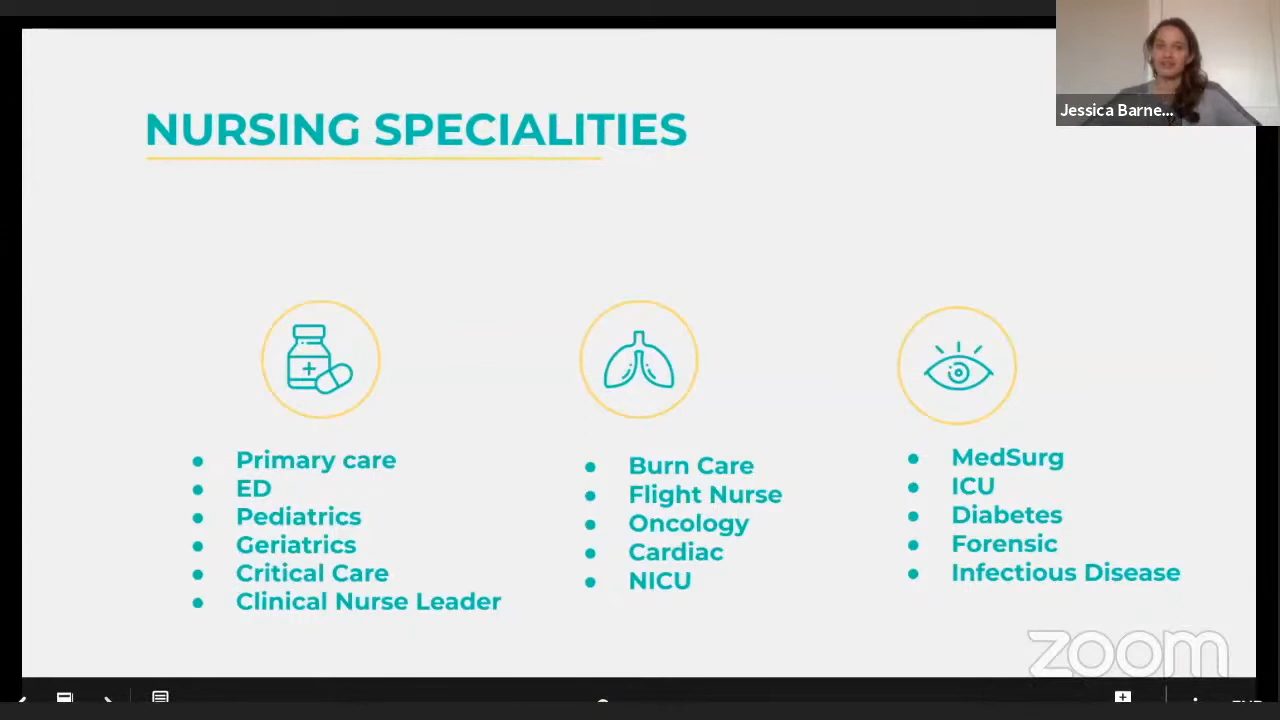 Jessica Barne...
NURSING SPECIALITIES
Primary care
ED
Pediatrics
Geriatrics
Critical Care
Clinical Nurse Leader
Burn Care
Flight Nurse
Oncology
Cardiac
NICU
MedSurg
ICU
Diabetes
Forensic
Infectious Disease
zoom